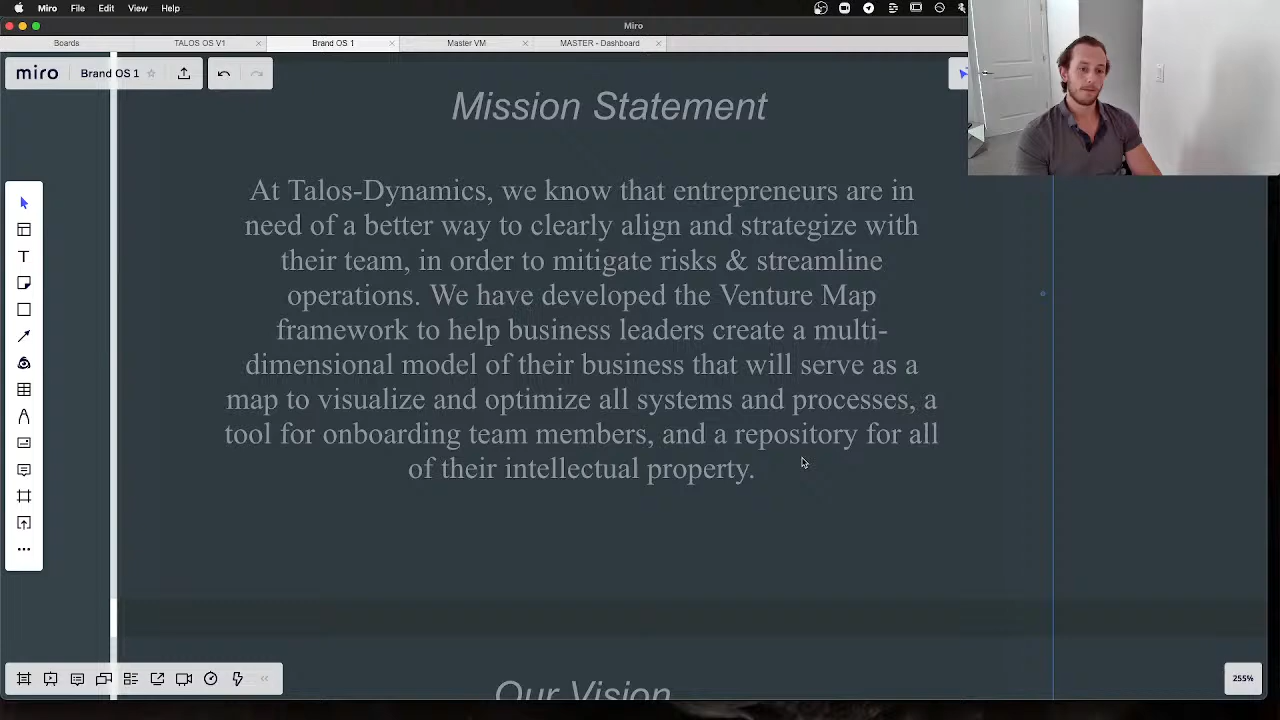 Miro File Edit View Help
Miro
Boards TALOS OS V1 Brand OS 1 Master VM MASTER - Dashboard
miro Brand OS 1
Mission Statement
At Talos-Dynamics, we know that entrepreneurs are in
need of a better way to clearly align and strategize with
their team, in order to mitigate risks & streamline
operations. We have developed the Venture Map
framework to help business leaders create a multi-
dimensional model of their business that will serve as a
map to visualize and optimize all systems and processes, a
tool for onboarding team members, and a repository for all
of their intellectual property.
Our Vision
255%